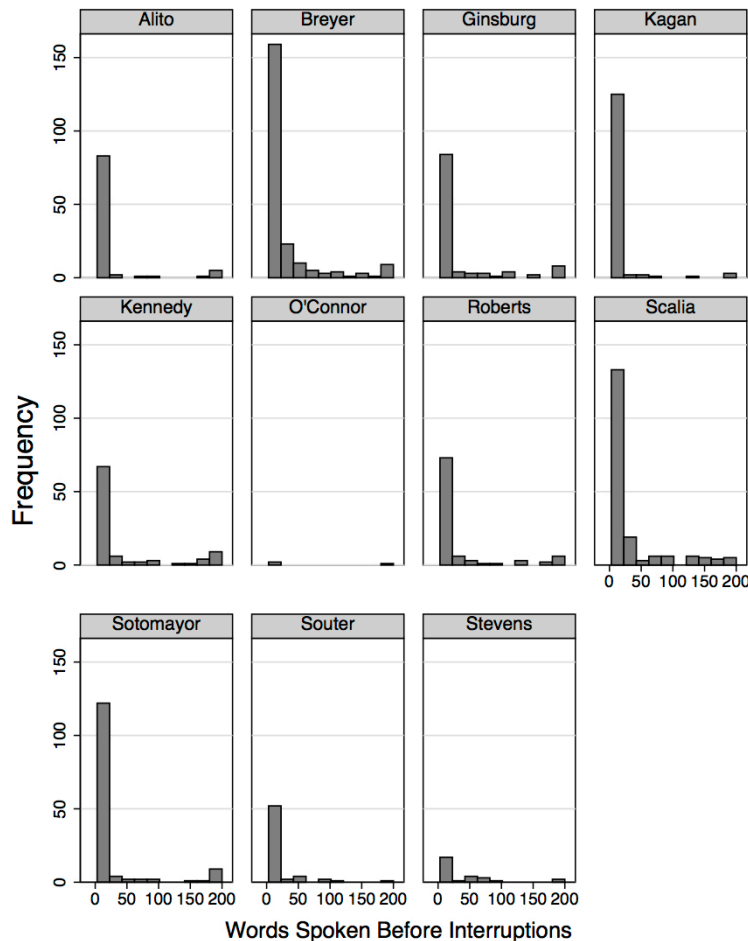 Alito
Breyer
Ginsburg
Kagan
150
100
50
0
Kennedy
O'Connor
Roberts
Scalia
150
100
50
0
0 50 100 150 200
Sotomayor
Souter
Stevens
150
100
50
0
0 50 100 150 200
0 50 100 150 200
0 50 100 150 200
Frequency
Words Spoken Before Interruptions